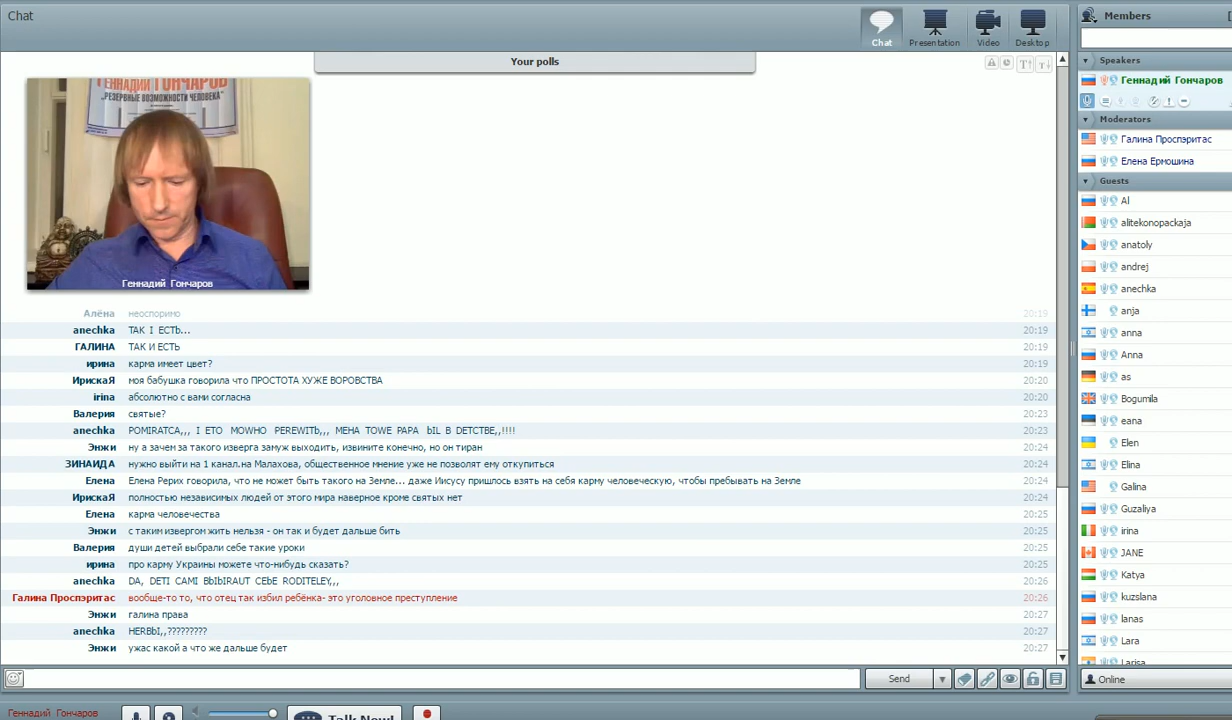 Chat
Chat
Presentation
Video
Desktop
Your polls
T↑
T↓
ГЕННАДИЙ ГОНЧАРОВ
"РЕЗЕРВНЫЕ ВОЗМОЖНОСТИ ЧЕЛОВЕКА"
Геннадий Гончаров
Алёна неоспоримо 20:19
anechka TAK I ECTb... 20:19
ГАЛИНА ТАК И ЕСТЬ 20:19
ирина карма имеет цвет? 20:19
ИрискаЯ моя бабушка говорила что ПРОСТОТА ХУЖЕ ВОРОВСТВА 20:20
irina абсолютно с вами согласна 20:20
Валерия святые? 20:23
anechka POMIRATCA,,, I ETO MOWHO PEREWITb,,, MEHA TOWE PAPA bIL B DETCTBE,,!!!! 20:23
Энжи ну а зачем за такого изверга замуж выходить, извините конечно, но он тиран 20:24
ЗИНАИДА нужно выйти на 1 канал.на Малахова, общественное мнение уже не позволят ему откупиться 20:24
Елена Елена Рерих говорила, что не может быть такого на Земле... даже Иисусу пришлось взять на себя карму человеческую, чтобы пребывать на Земле 20:24
ИрискаЯ полностью независимых людей от этого мира наверное кроме святых нет 20:24
Елена карма человечества 20:25
Энжи с таким извергом жить нельзя - он так и будет дальше бить 20:25
Валерия души детей выбрали себе такие уроки 20:25
ирина про карму Украины можете что-нибудь сказать? 20:25
anechka DA, DETI CAMI BbIbIRAUT CEbE RODITELEY,,, 20:26
Галина Проспэритас вообще-то то, что отец так избил ребёнка- это уголовное преступление 20:26
Энжи галина права 20:27
anechka HERBbI,,????????? 20:27
Энжи ужас какой а что же дальше будет 20:27
Send
Геннадий Гончаров
Talk Now!
Members
Speakers
Геннадий Гончаров
Moderators
Галина Проспэритас
Елена Ермошина
Guests
Al
alitekonopackaja
anatoly
andrej
anechka
anja
anna
Anna
as
Bogumila
eana
Elen
Elina
Galina
Guzaliya
irina
JANE
Katya
kuzslana
lanas
Lara
Larisa
Online